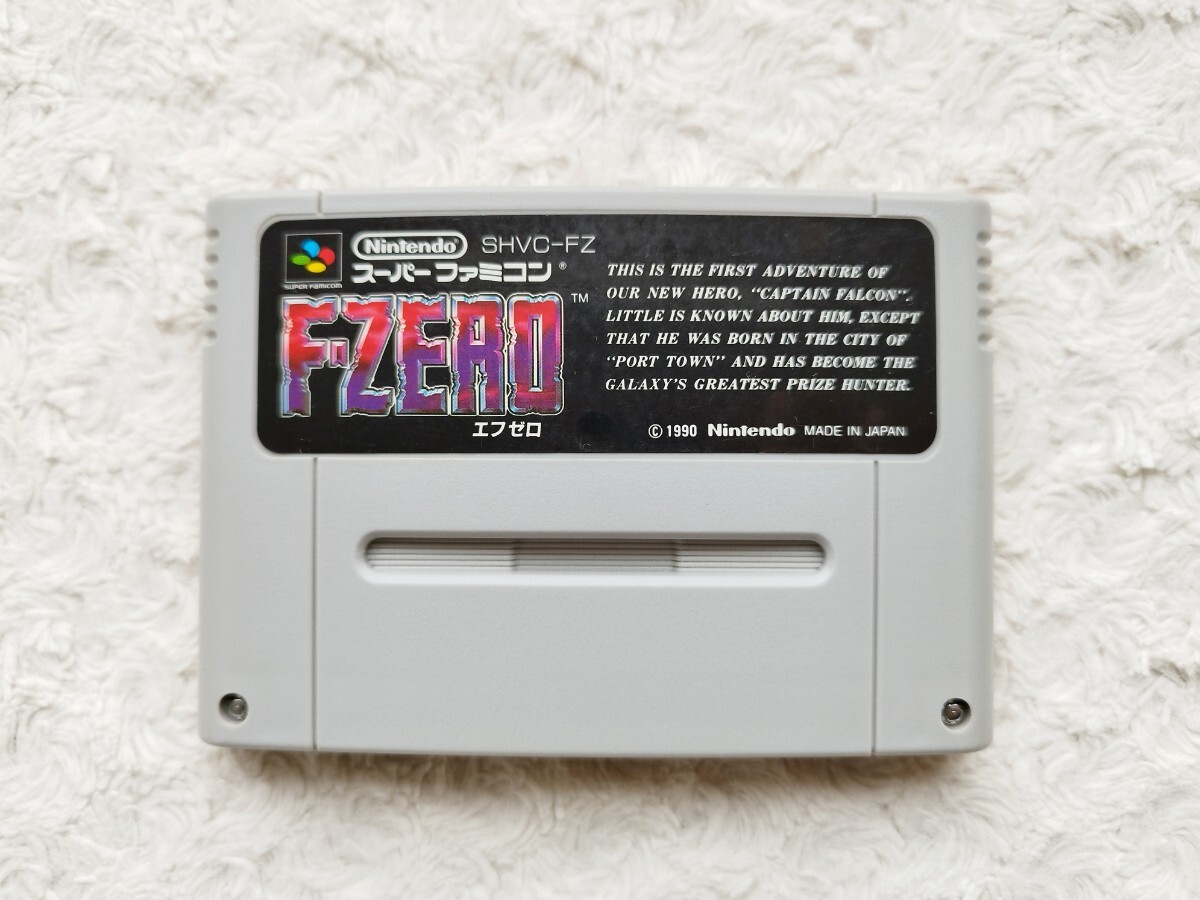 SUPER FAMICOM
Nintendo SHVC-FZ
スーパーファミコン®
F-ZERO™
エフゼロ
THIS IS THE FIRST ADVENTURE OF
OUR NEW HERO, "CAPTAIN FALCON".
LITTLE IS KNOWN ABOUT HIM, EXCEPT
THAT HE WAS BORN IN THE CITY OF
"PORT TOWN" AND HAS BECOME THE
GALAXY'S GREATEST PRIZE HUNTER.
© 1990 Nintendo MADE IN JAPAN